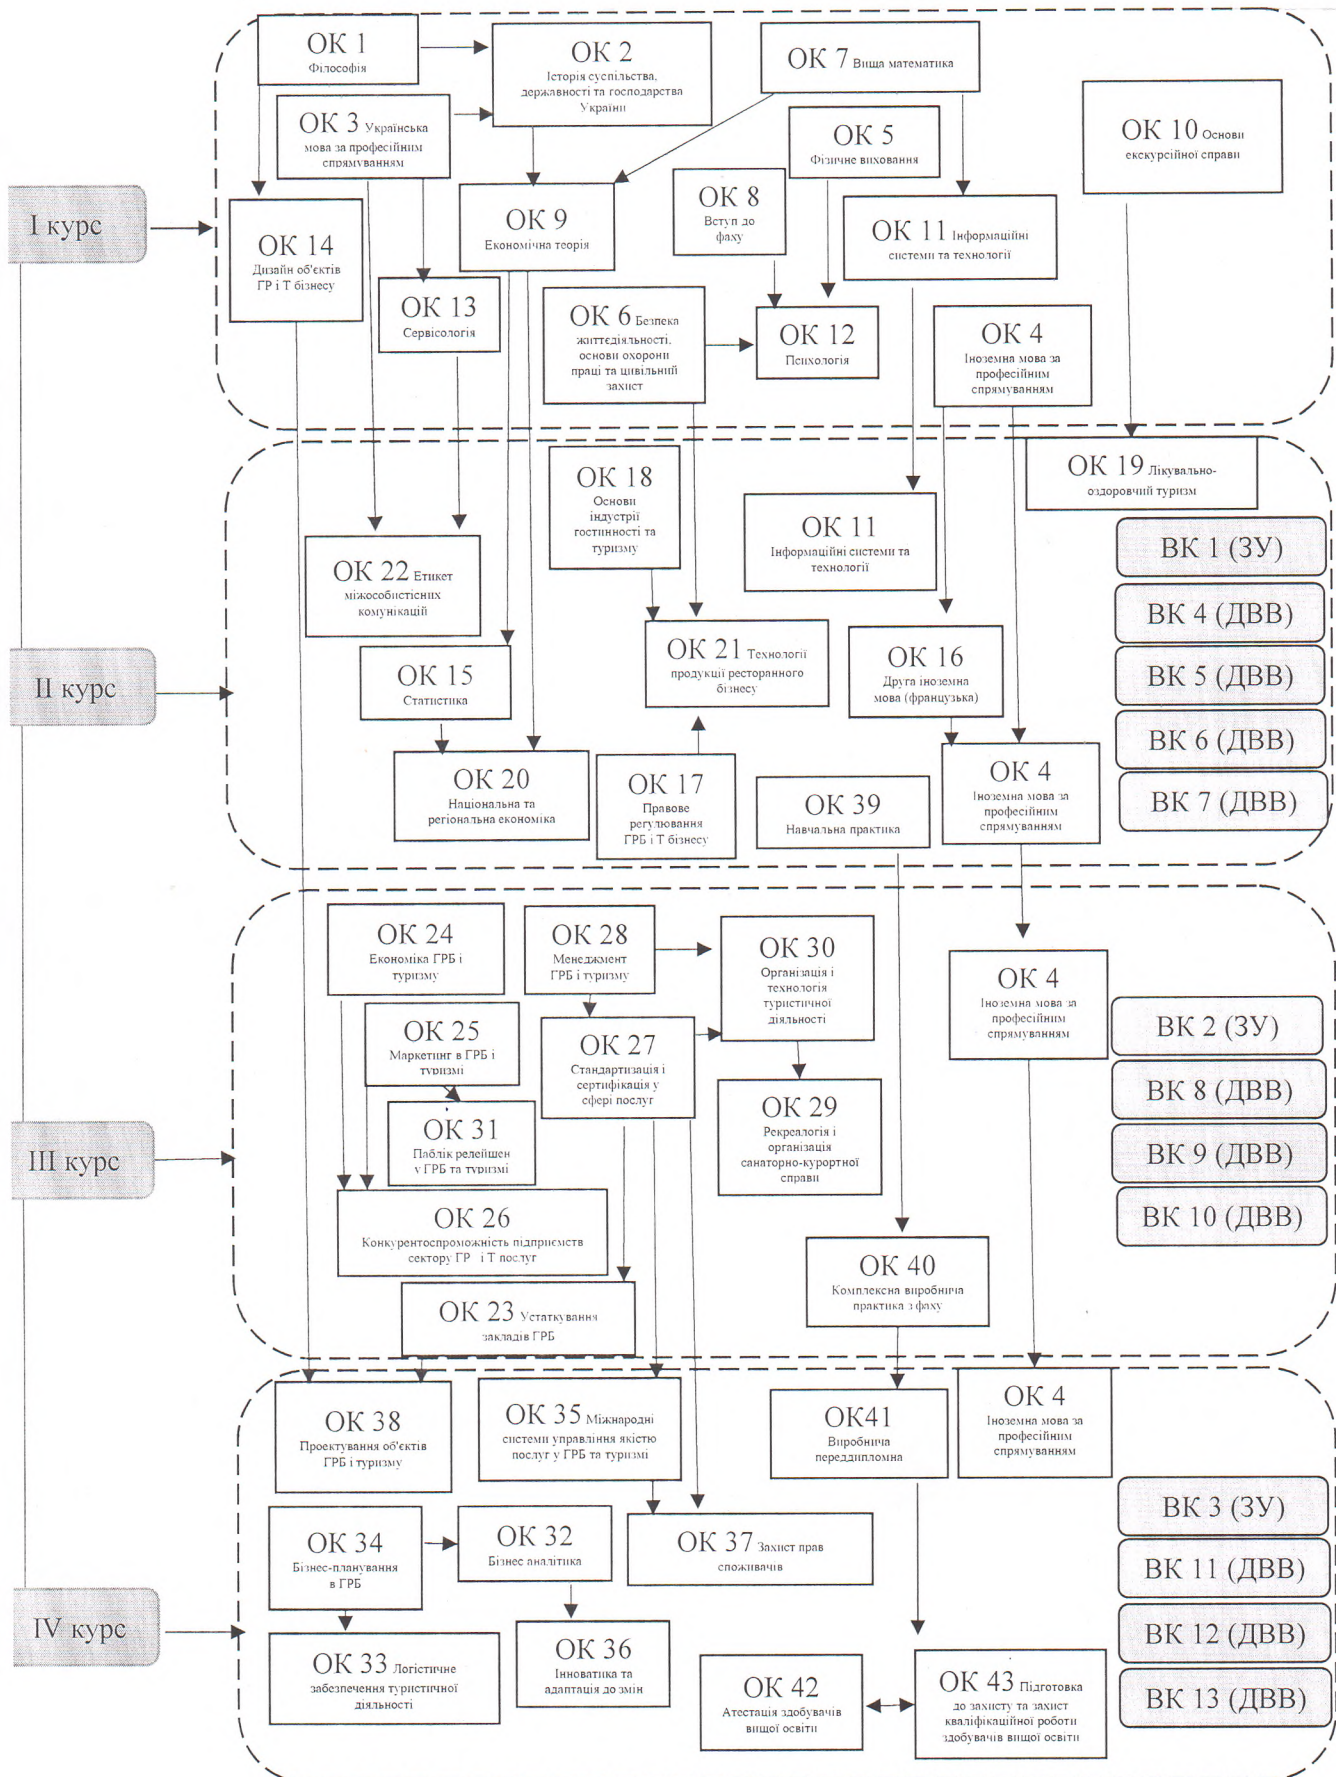 I курс
ОК 1
Філософія
ОК 2
Історія суспільства,
державності та господарства
України
ОК 7 Вища математика
ОК 3 Українська
мова за професійним
спрямуванням
ОК 5
Фізичне виховання
ОК 10 Основи
екскурсійної справи
ОК 14
Дизайн об'єктів
ГР і Т бізнесу
ОК 9
Економічна теорія
ОК 8
Вступ до
фаху
ОК 11 Інформаційні
системи та технології
ОК 13
Сервісологія
ОК 6 Безпека
життєдіяльності,
основи охорони
праці та цивільний
захист
ОК 12
Психологія
ОК 4
Іноземна мова за
професійним
спрямуванням
II курс
ОК 18
Основи
індустрії
гостинності та
туризму
ОК 19 Лікувально-
оздоровчий туризм
ОК 11
Інформаційні системи та
технології
ОК 22 Етикет
міжособистісних
комунікацій
ОК 21 Технології
продукції ресторанного
бізнесу
ОК 16
Друга іноземна
мова (французька)
ОК 15
Статистика
ОК 20
Національна та
регіональна економіка
ОК 17
Правове
регулювання
ГРБ і Т бізнесу
ОК 39
Навчальна практика
ОК 4
Іноземна мова за
професійним
спрямуванням
ВК 1 (ЗУ)
ВК 4 (ДВВ)
ВК 5 (ДВВ)
ВК 6 (ДВВ)
ВК 7 (ДВВ)
III курс
ОК 24
Економіка ГРБ і
туризму
ОК 28
Менеджмент
ГРБ і туризму
ОК 30
Організація і
технологія
туристичної
діяльності
ОК 4
Іноземна мова за
професійним
спрямуванням
ОК 25
Маркетинг в ГРБ і
туризмі
ОК 27
Стандартизація і
сертифікація у
сфері послуг
ОК 31
Паблік релейшен
у ГРБ та туризмі
ОК 29
Рекреалогія і
організація
санаторно-курортної
справи
ОК 26
Конкурентоспроможність підприємств
сектору ГР і Т послуг
ОК 40
Комплексна виробнича
практика з фаху
ОК 23 Устаткування
закладів ГРБ
ВК 2 (ЗУ)
ВК 8 (ДВВ)
ВК 9 (ДВВ)
ВК 10 (ДВВ)
IV курс
ОК 38
Проектування об'єктів
ГРБ і туризму
ОК 35 Міжнародні
системи управління якістю
послуг у ГРБ та туризмі
ОК41
Виробнича
переддипломна
ОК 4
Іноземна мова за
професійним
спрямуванням
ОК 34
Бізнес-планування
в ГРБ
ОК 32
Бізнес аналітика
ОК 37 Захист прав
споживачів
ОК 33 Логістичне
забезпечення туристичної
діяльності
ОК 36
Інноватика та
адаптація до змін
ОК 42
Атестація здобувачів
вищої освіти
ОК 43 Підготовка
до захисту та захист
кваліфікаційної роботи
здобувачів вищої освіти
ВК 3 (ЗУ)
ВК 11 (ДВВ)
ВК 12 (ДВВ)
ВК 13 (ДВВ)